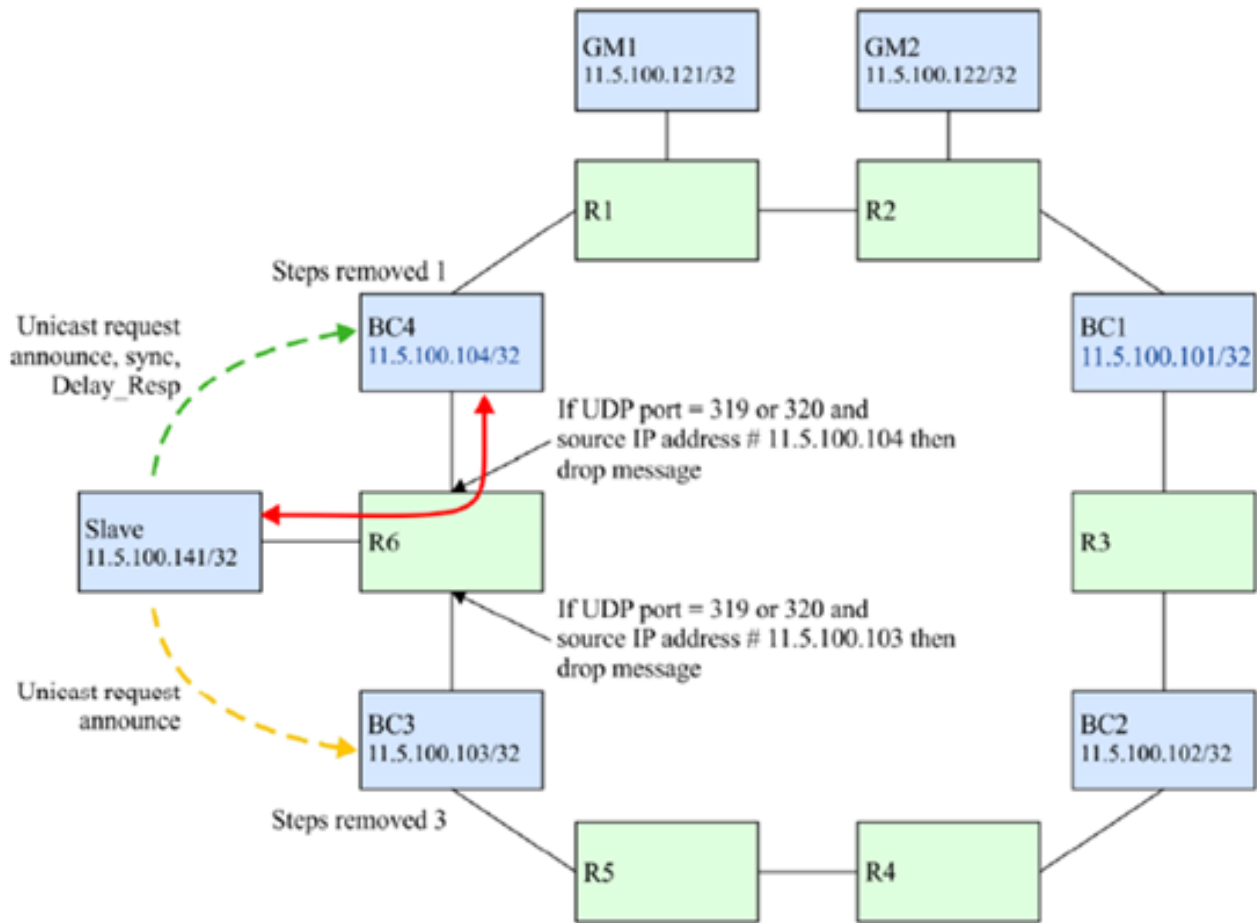 GM1
11.5.100.121/32
GM2
11.5.100.122/32
R1
R2
Steps removed 1
Unicast request
announce, sync,
Delay_Resp
BC4
11.5.100.104/32
BC1
11.5.100.101/32
If UDP port = 319 or 320 and
source IP address # 11.5.100.104 then
drop message
Slave
11.5.100.141/32
R6
R3
If UDP port = 319 or 320 and
source IP address # 11.5.100.103 then
drop message
Unicast request
announce
BC3
11.5.100.103/32
BC2
11.5.100.102/32
Steps removed 3
R5
R4